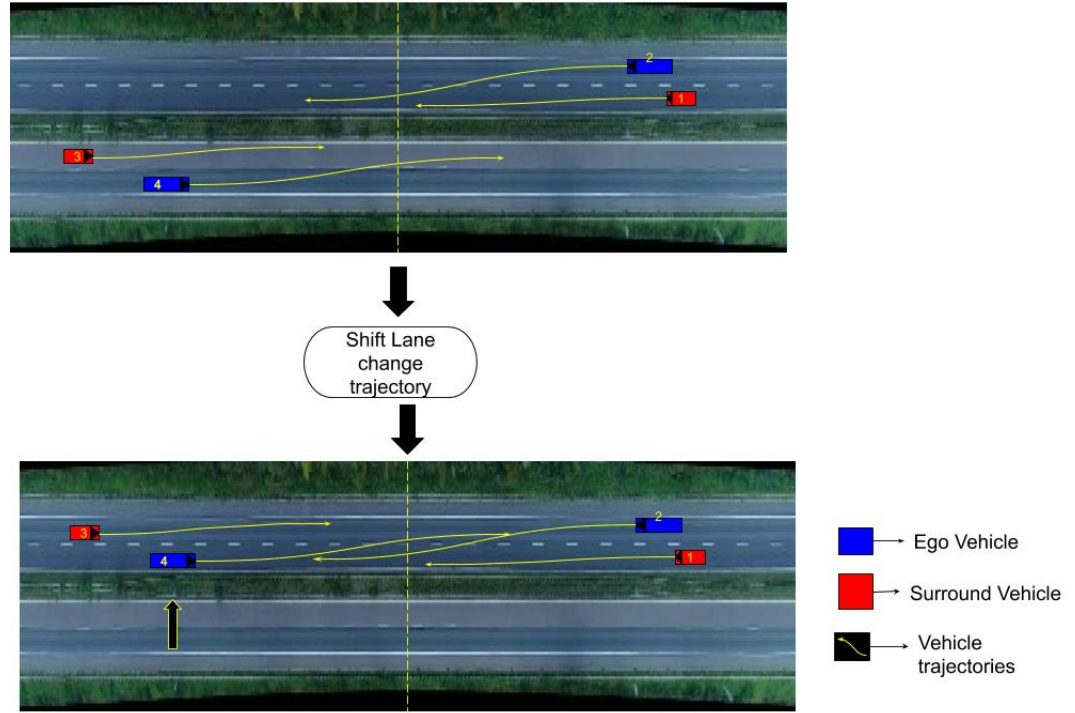 2
1
3
4
Shift Lane
change
trajectory
2
3
4
1
Ego Vehicle
Surround Vehicle
Vehicle
trajectories